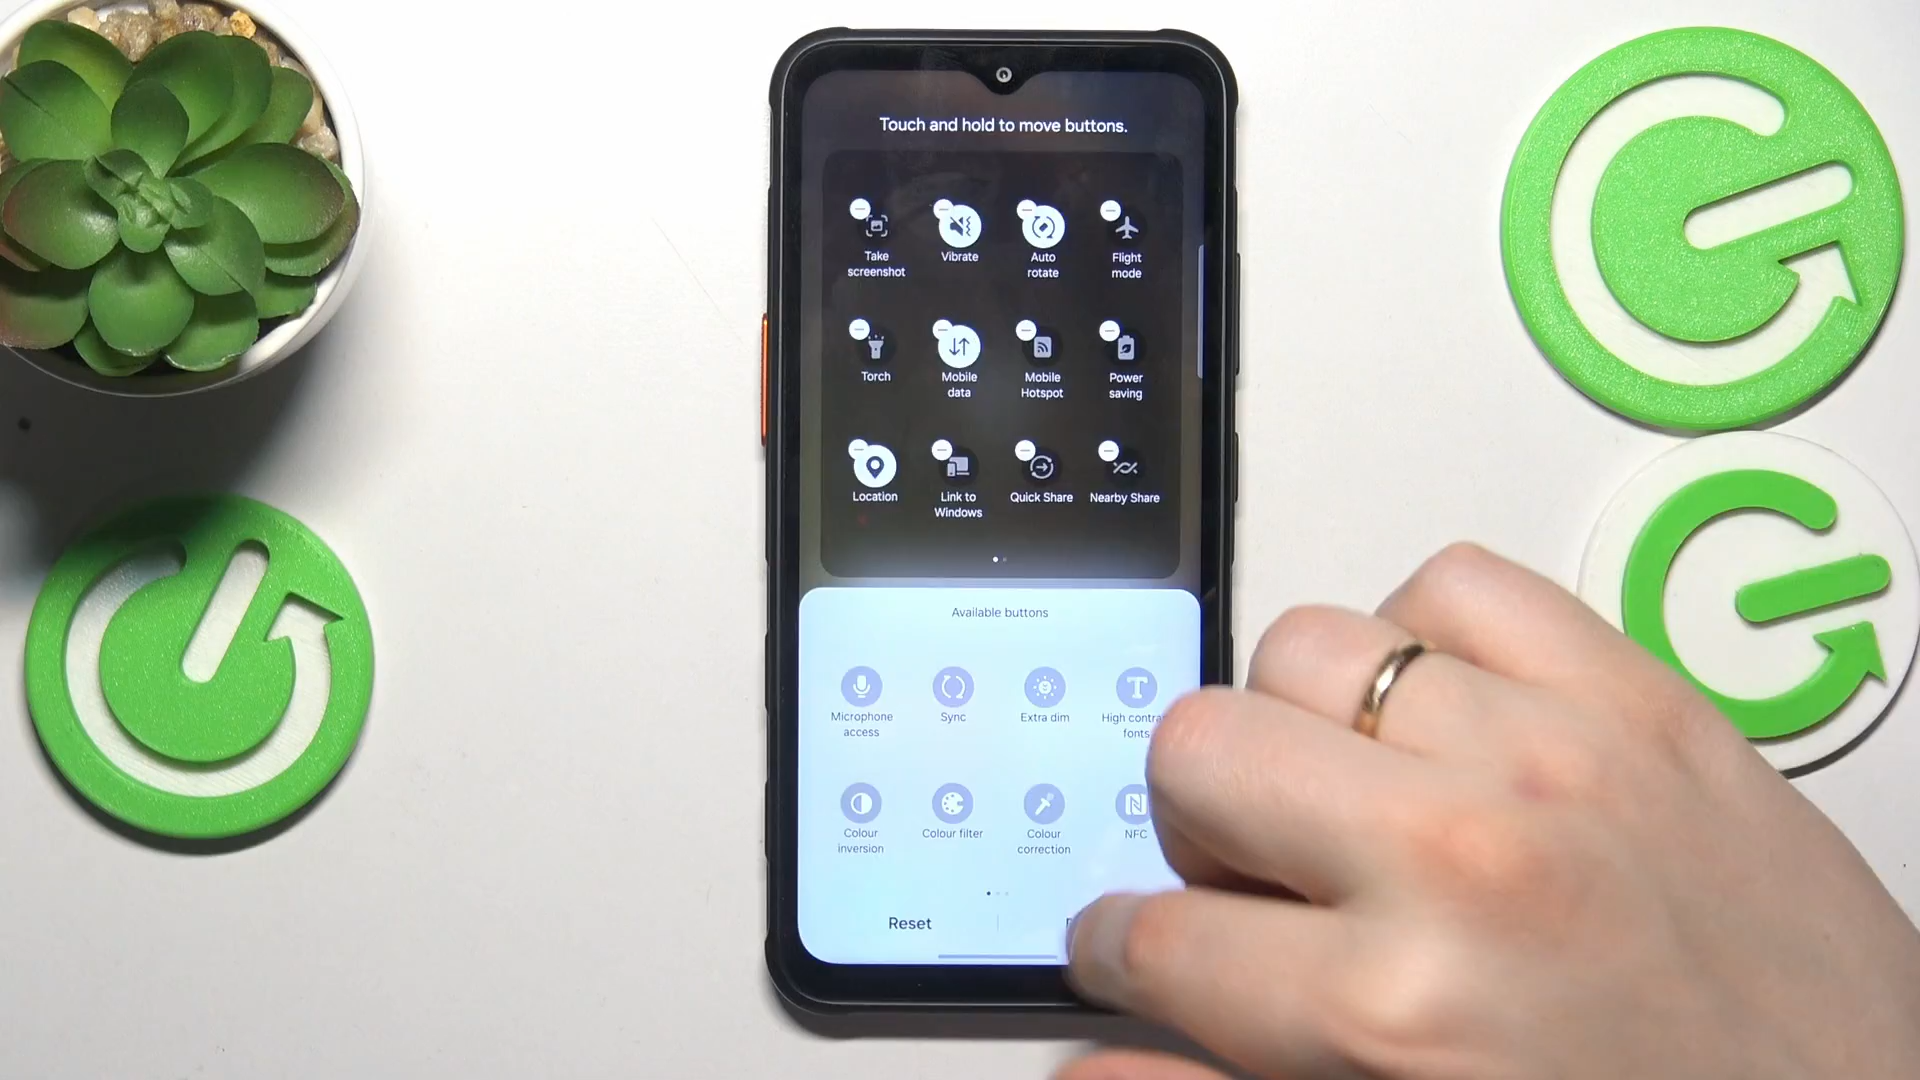 Touch and hold to move buttons.
Take screenshot
Vibrate
Auto rotate
Flight mode
Torch
Mobile data
Mobile Hotspot
Power saving
Location
Link to Windows
Quick Share
Nearby Share
Available buttons
Microphone access
Sync
Extra dim
High fonts
Colour inversion
Colour filter
Colour correction
NFC
Reset